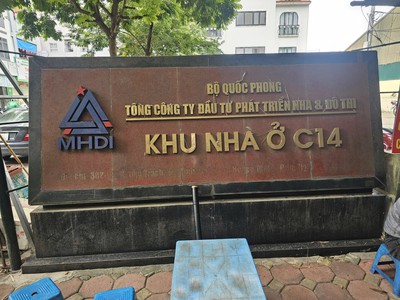 BỘ QUỐC PHÒNG
TỔNG CÔNG TY ĐẦU TƯ PHÁT TRIỂN NHÀ & ĐÔ THỊ
MHDI
KHU NHÀ Ở C14